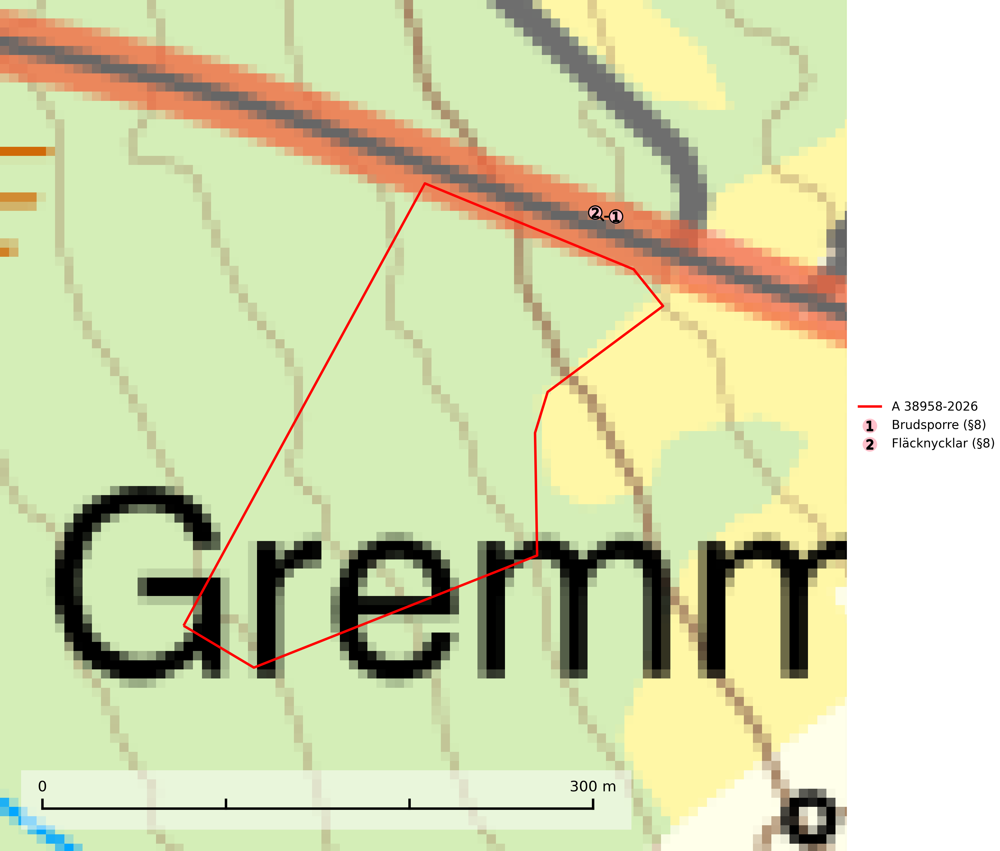 2 1
A 38958-2026
1 Brudsporre (§8)
2 Fläcknycklar (§8)
Gremm
0 300 m